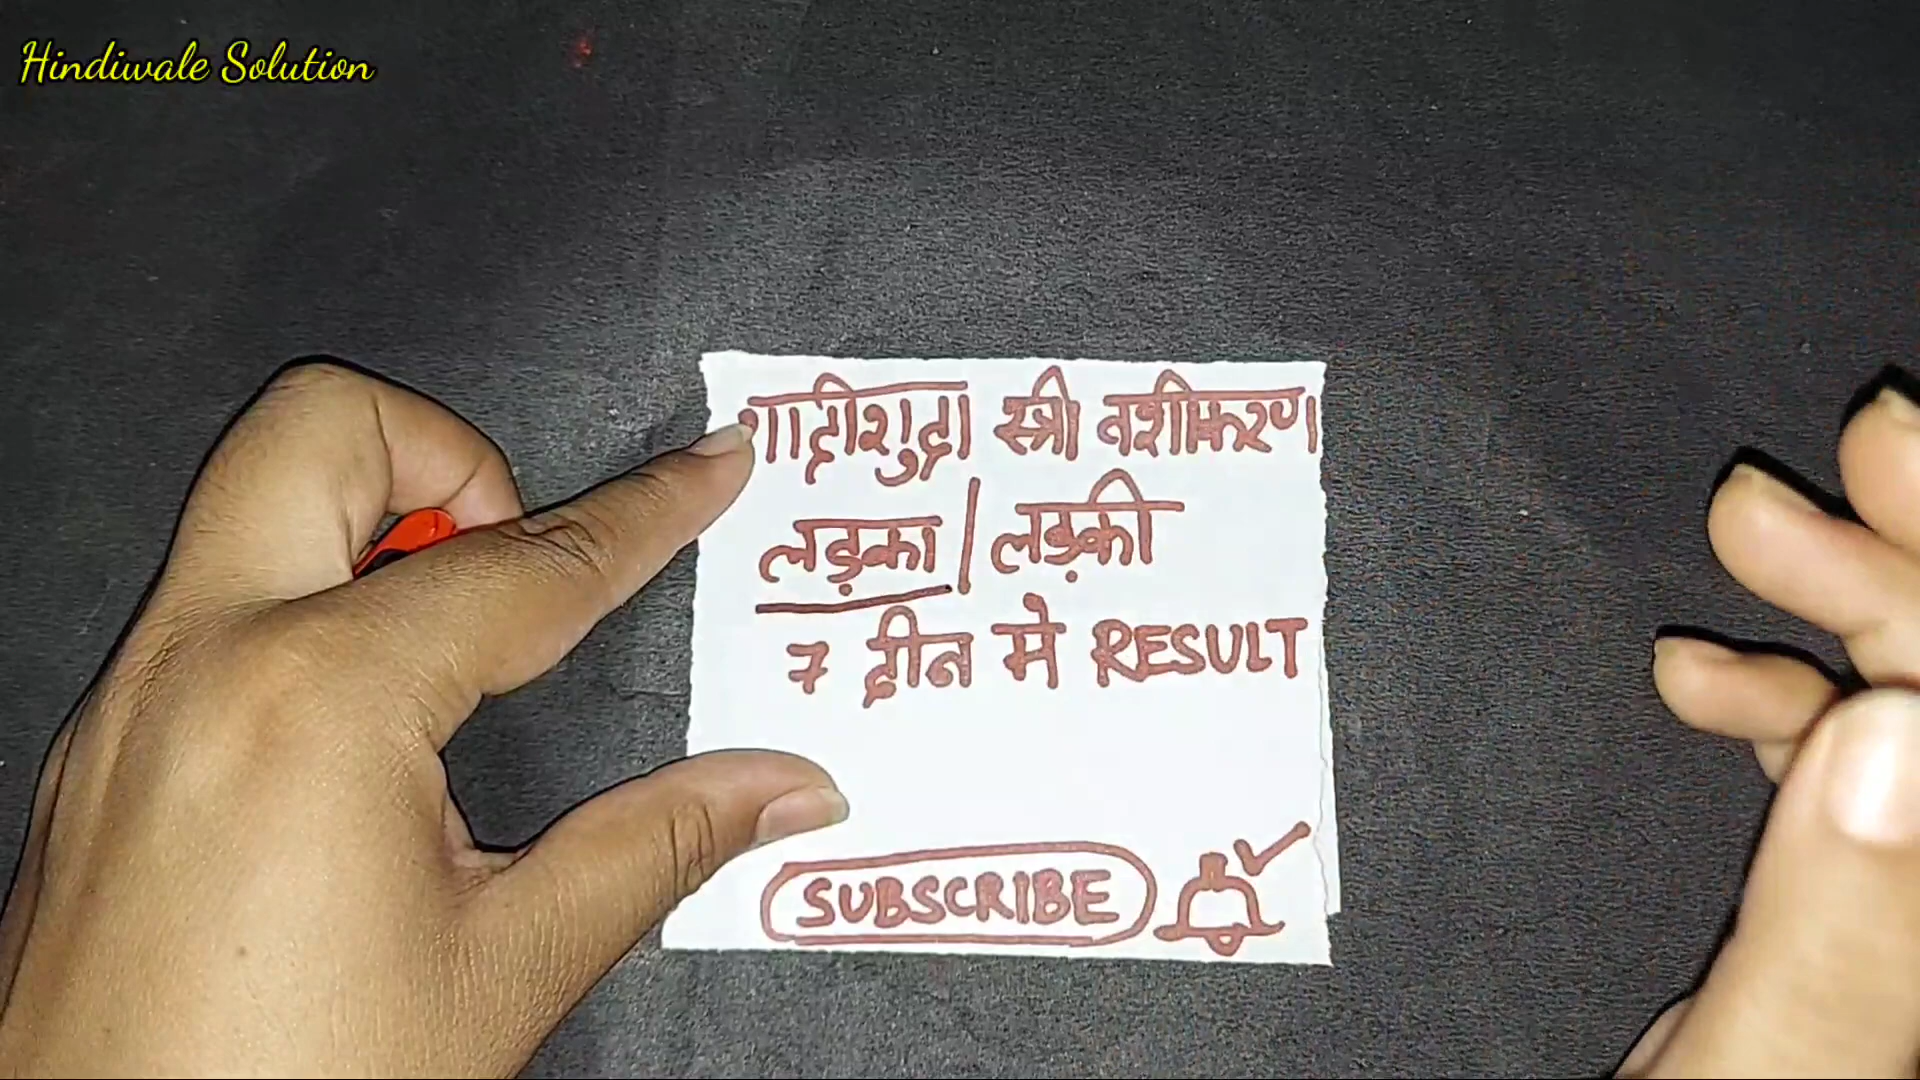 Hindiwale Solution
शादीशुदा स्त्री वशीकरण
लड़का / लड़की
7 दीन मे RESULT
SUBSCRIBE